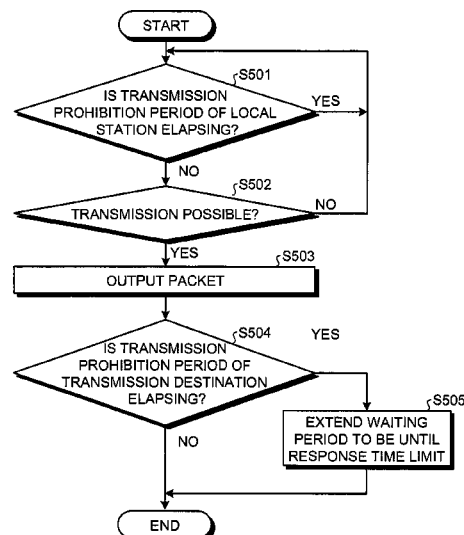 START
S501
IS TRANSMISSION
PROHIBITION PERIOD OF LOCAL
STATION ELAPSING?
YES
NO
S502
TRANSMISSION POSSIBLE?
NO
YES
S503
OUTPUT PACKET
S504
IS TRANSMISSION
PROHIBITION PERIOD OF
TRANSMISSION DESTINATION
ELAPSING?
YES
NO
S505
EXTEND WAITING
PERIOD TO BE UNTIL
RESPONSE TIME LIMIT
END